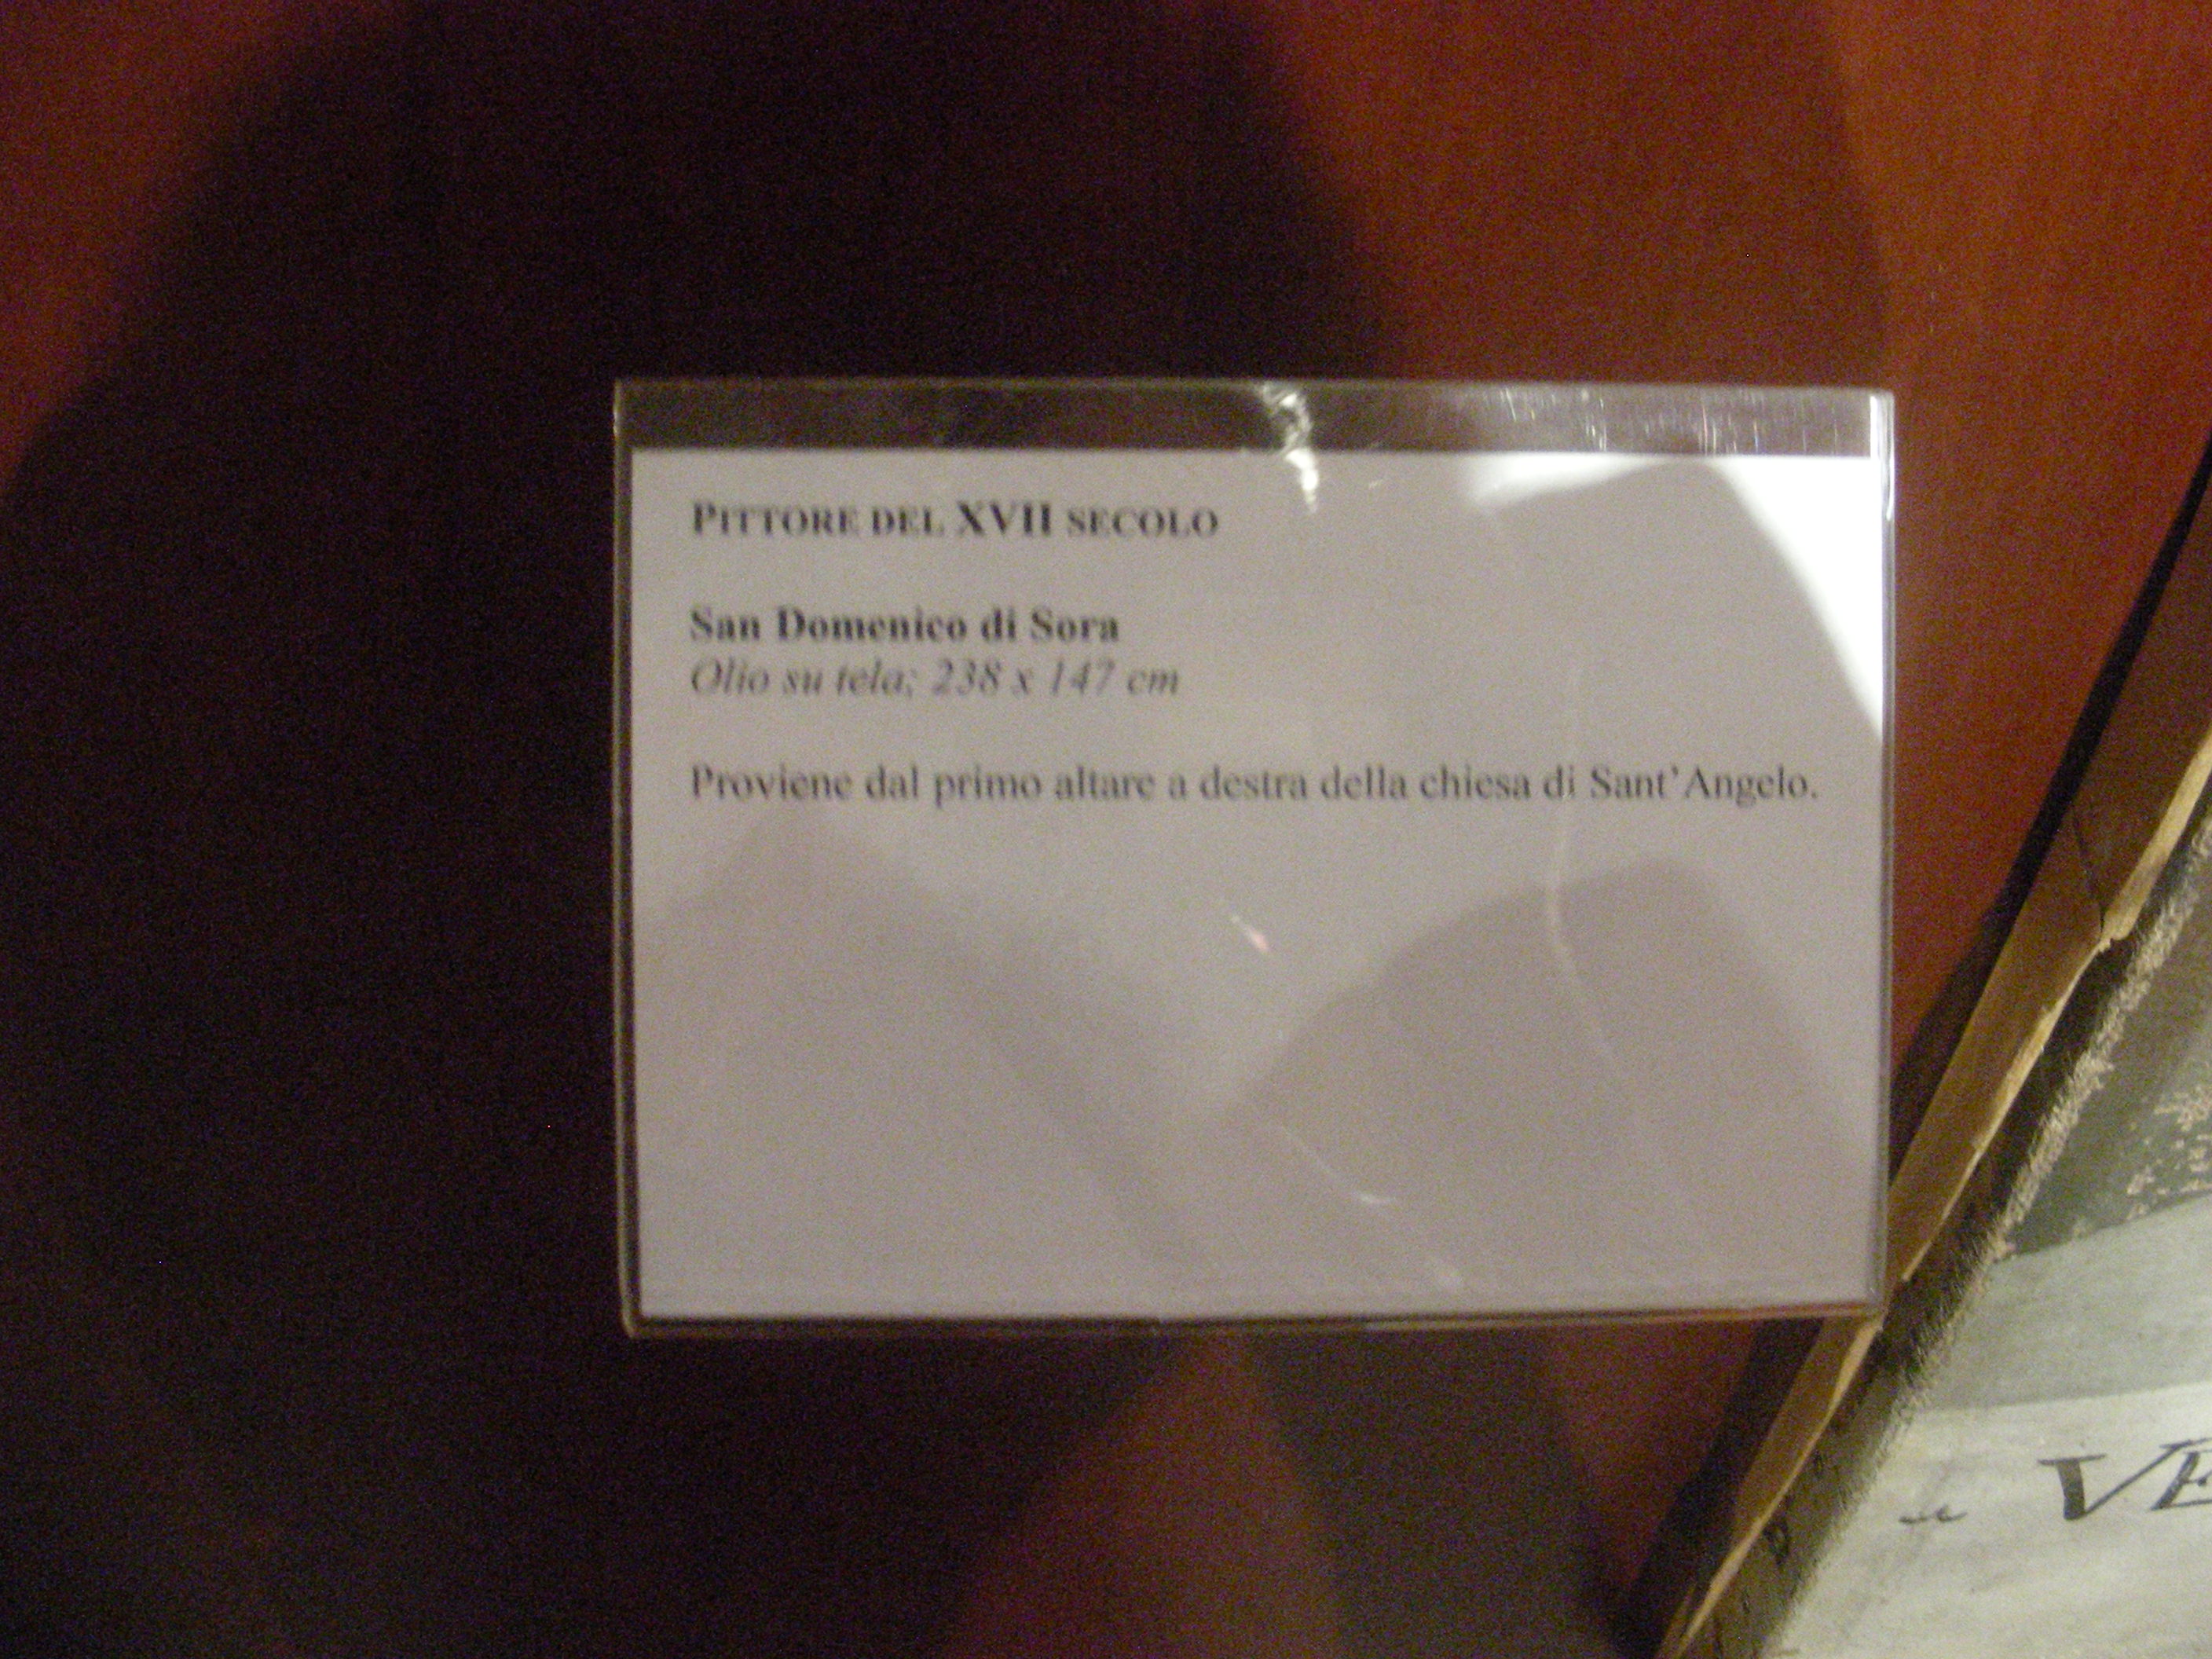 PITTORE DEL XVII SECOLO
San Domenico di Sora
Olio su tela; 238 x 147 cm
Proviene dal primo altare a destra della chiesa di Sant'Angelo.
VE